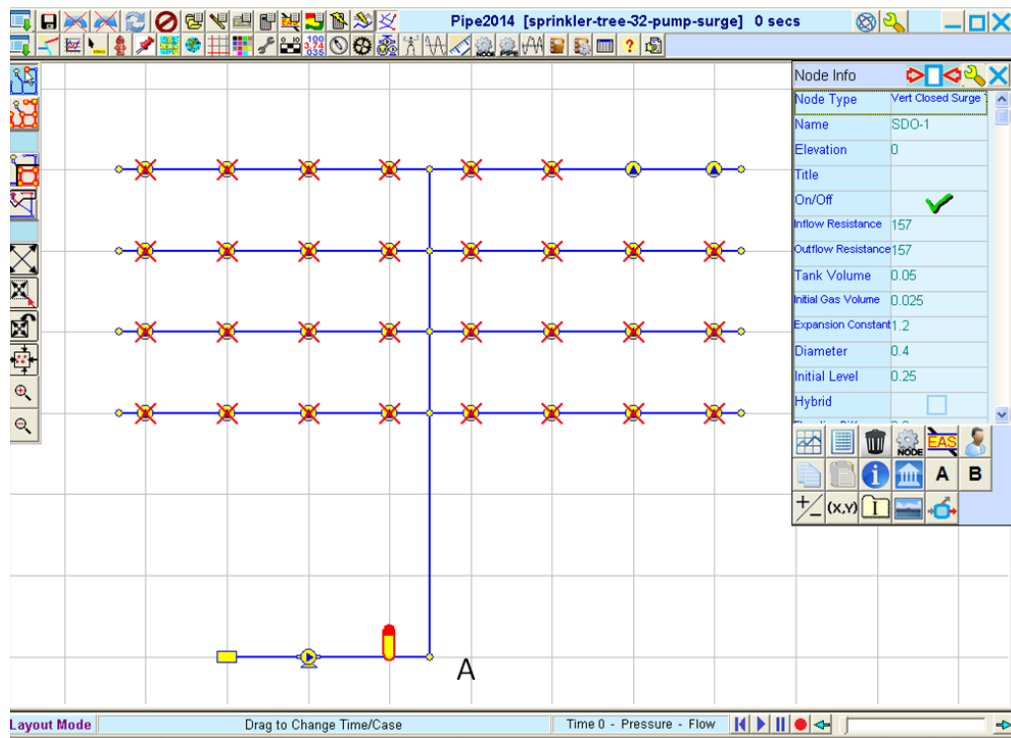 Pipe2014 [sprinkler-tree-32-pump-surge] 0 secs
100
3.74
035
NODE
PIPE
?
Node Info
Node Type Vert Closed Surge
Name SDO-1
Elevation 0
Title
On/Off
Inflow Resistance 157
Outflow Resistance 157
Tank Volume 0.05
Initial Gas Volume 0.025
Expansion Constant 1.2
Diameter 0.4
Initial Level 0.25
Hybrid
NODE
EAS
i
A
B
+/-
(X,Y)
I
A
Layout Mode
Drag to Change Time/Case
Time 0 - Pressure - Flow